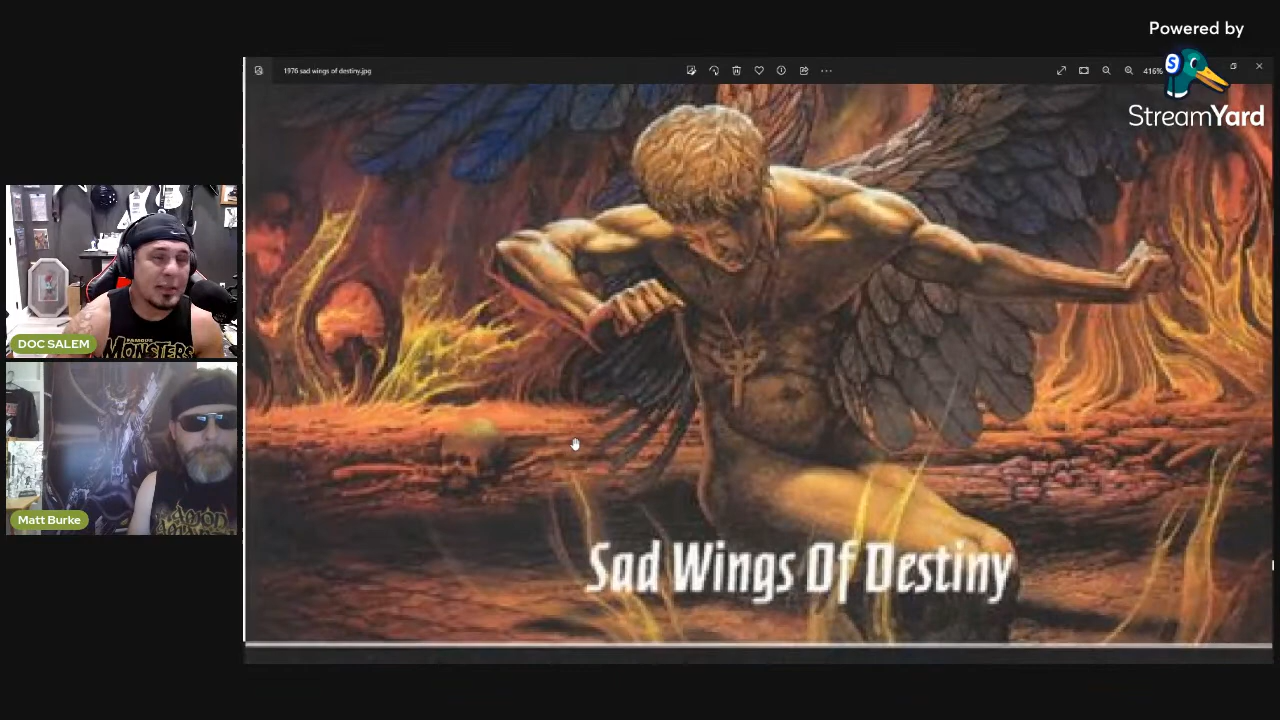 Powered by
StreamYard
1976 sad wings of destiny.jpg
416%
DOC SALEM
FAMOUS
MONSTERS
Matt Burke
Sad Wings Of Destiny